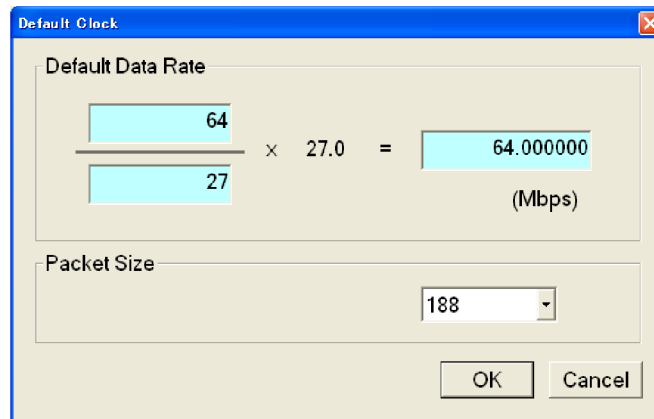 Default Clock
Default Data Rate
64
27
× 27.0 = 64.000000
(Mbps)
Packet Size
188
OK Cancel